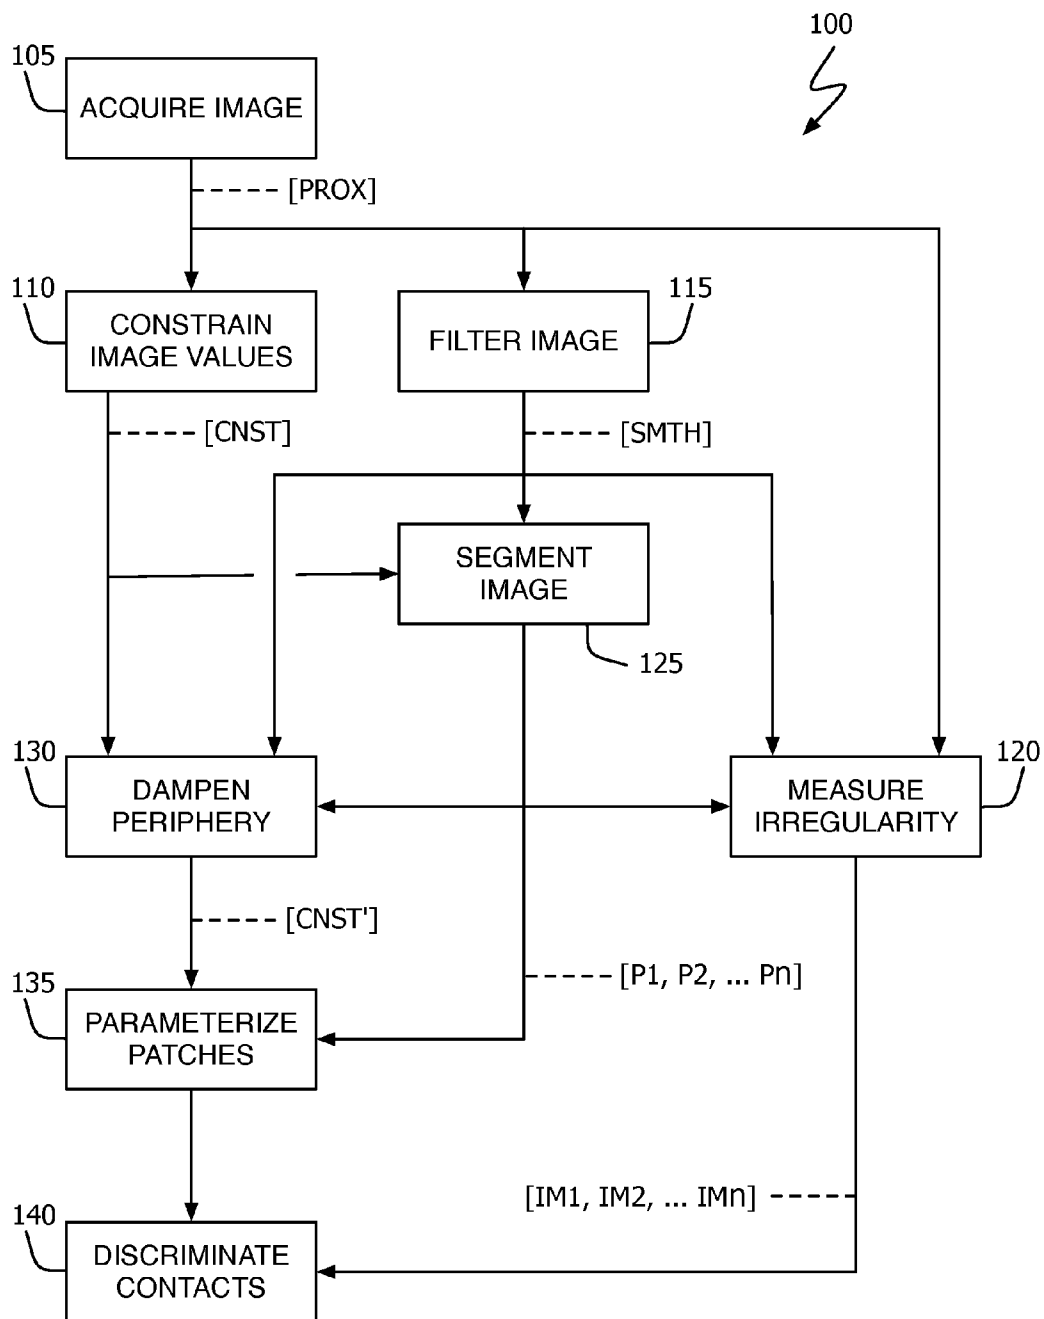 100
105
ACQUIRE IMAGE
[PROX]
110
CONSTRAIN
IMAGE VALUES
115
FILTER IMAGE
[CNST]
[SMTH]
SEGMENT
IMAGE
125
130
DAMPEN
PERIPHERY
120
MEASURE
IRREGULARITY
[CNST']
[P1, P2, ... Pn]
135
PARAMETERIZE
PATCHES
[IM1, IM2, ... IMn]
140
DISCRIMINATE
CONTACTS